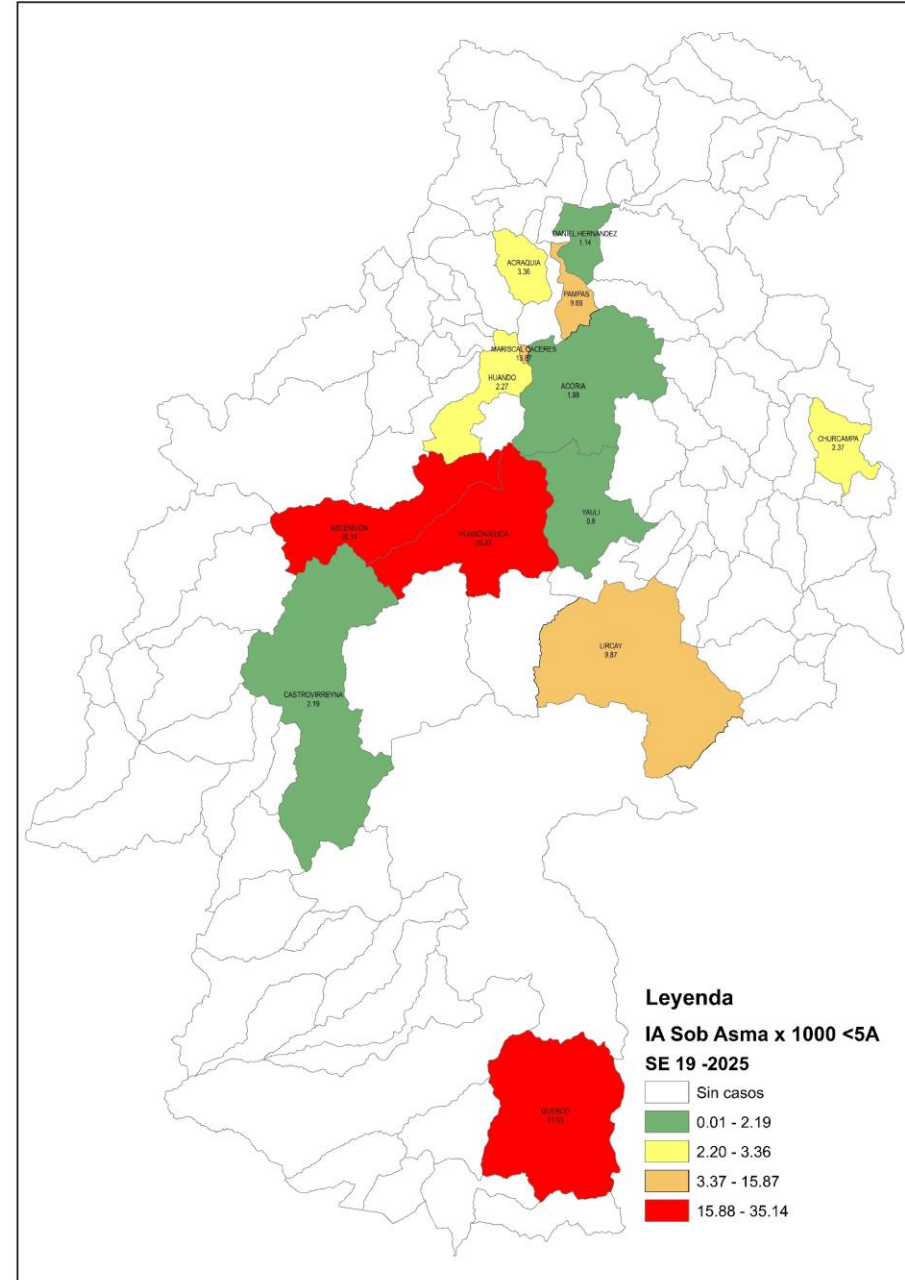 DANIEL HERNANDEZ
1.14
ACRAQUIA
3.36
PAMPAS
9.69
MARISCAL CACERES
15.87
HUANDO
2.27
ACORIA
1.98
CHURCAMPA
2.37
YAULI
0.8
ASCENSION
35.14
HUANCAVELICA
LIRCAY
9.87
CASTROVIRREYNA
2.19
Leyenda
IA Sob Asma x 1000 <5A
SE 19 -2025
Sin casos
0.01 - 2.19
2.20 - 3.36
3.37 - 15.87
15.88 - 35.14